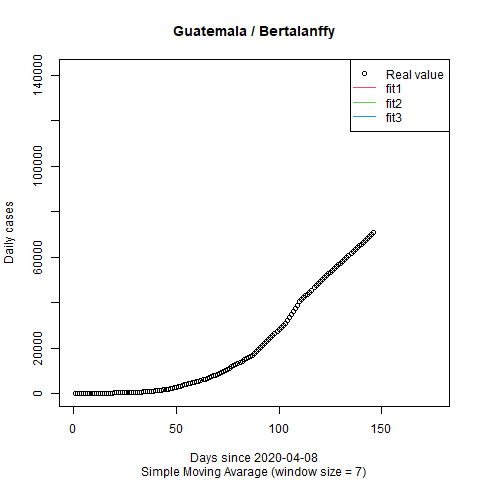 Guatemala / Bertalanffy
Real value
fit1
fit2
fit3
Daily cases
0
20000
60000
100000
140000
0
50
100
150
Days since 2020-04-08
Simple Moving Avarage (window size = 7)